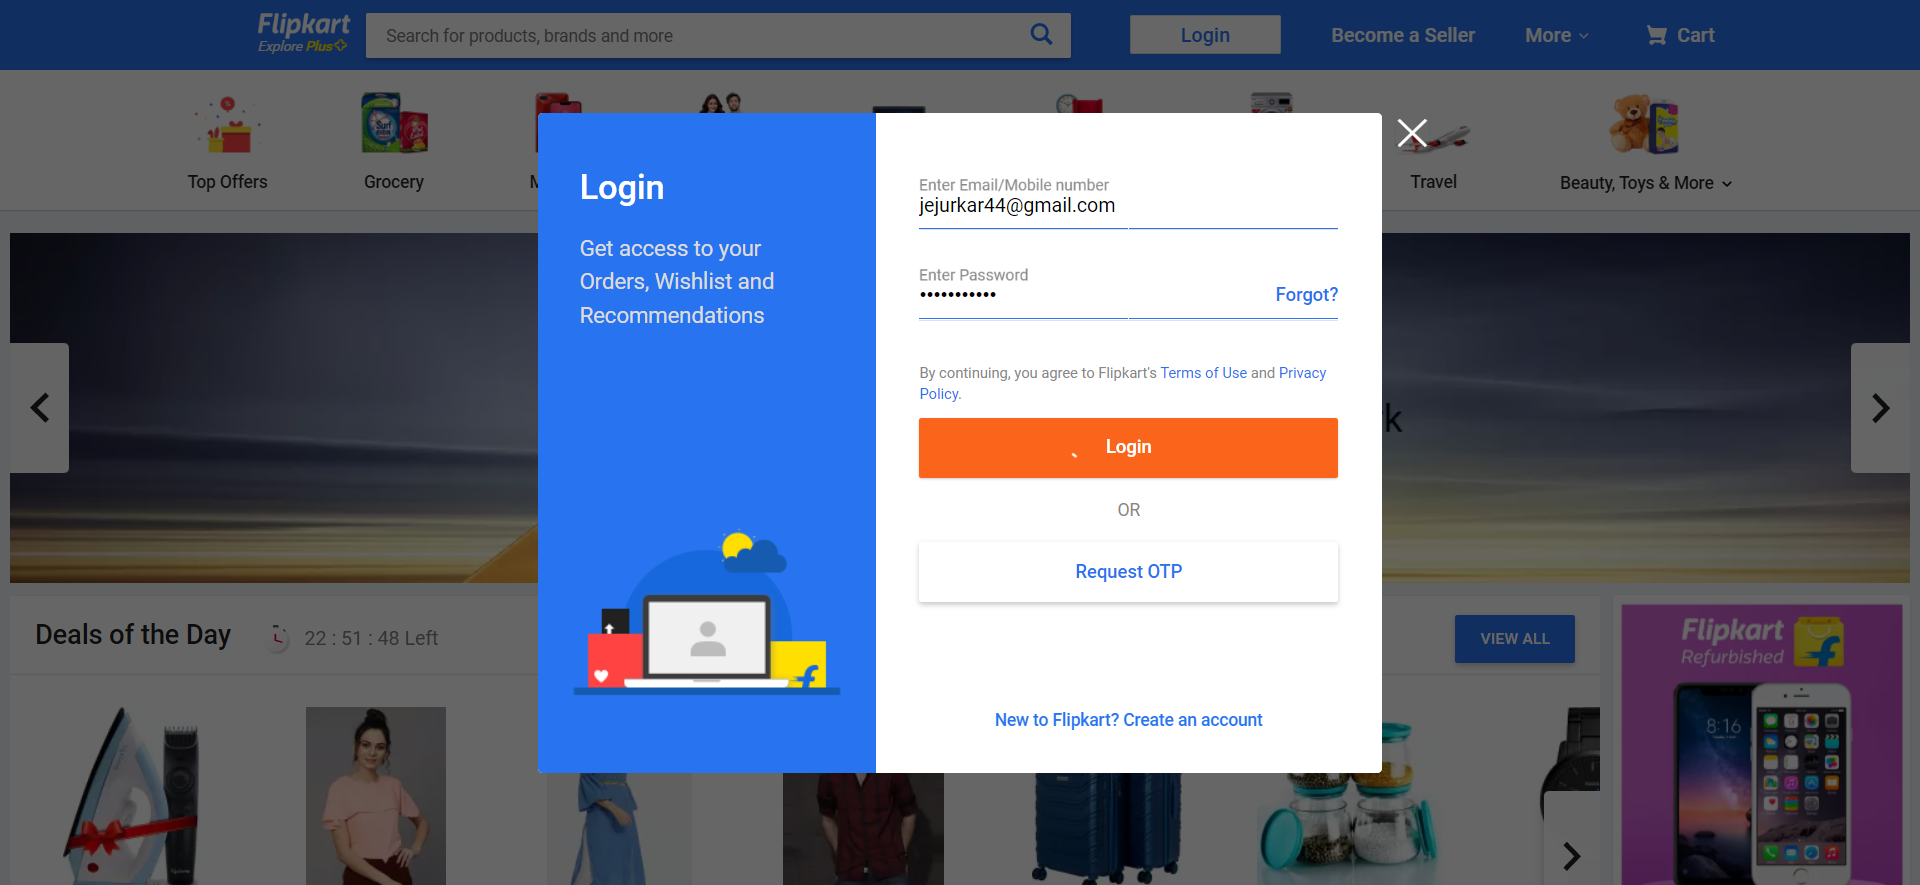 Flipkart
Explore Plus
Search for products, brands and more
Login
Become a Seller
More
Cart
Top Offers
Grocery
M
Travel
Beauty, Toys & More
Login
Get access to your
Orders, Wishlist and
Recommendations
Enter Email/Mobile number
jejurkar44@gmail.com
Enter Password
•••••••••••
Forgot?
By continuing, you agree to Flipkart's Terms of Use and Privacy
Policy.
Login
OR
Request OTP
New to Flipkart? Create an account
rk
Deals of the Day
22 : 51 : 48 Left
VIEW ALL
Flipkart
Refurbished
8:16